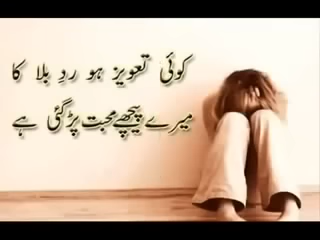 کوئی تعویز ہو ردِ بلا کا
میرے پیچھے محبت پڑ گئی ہے